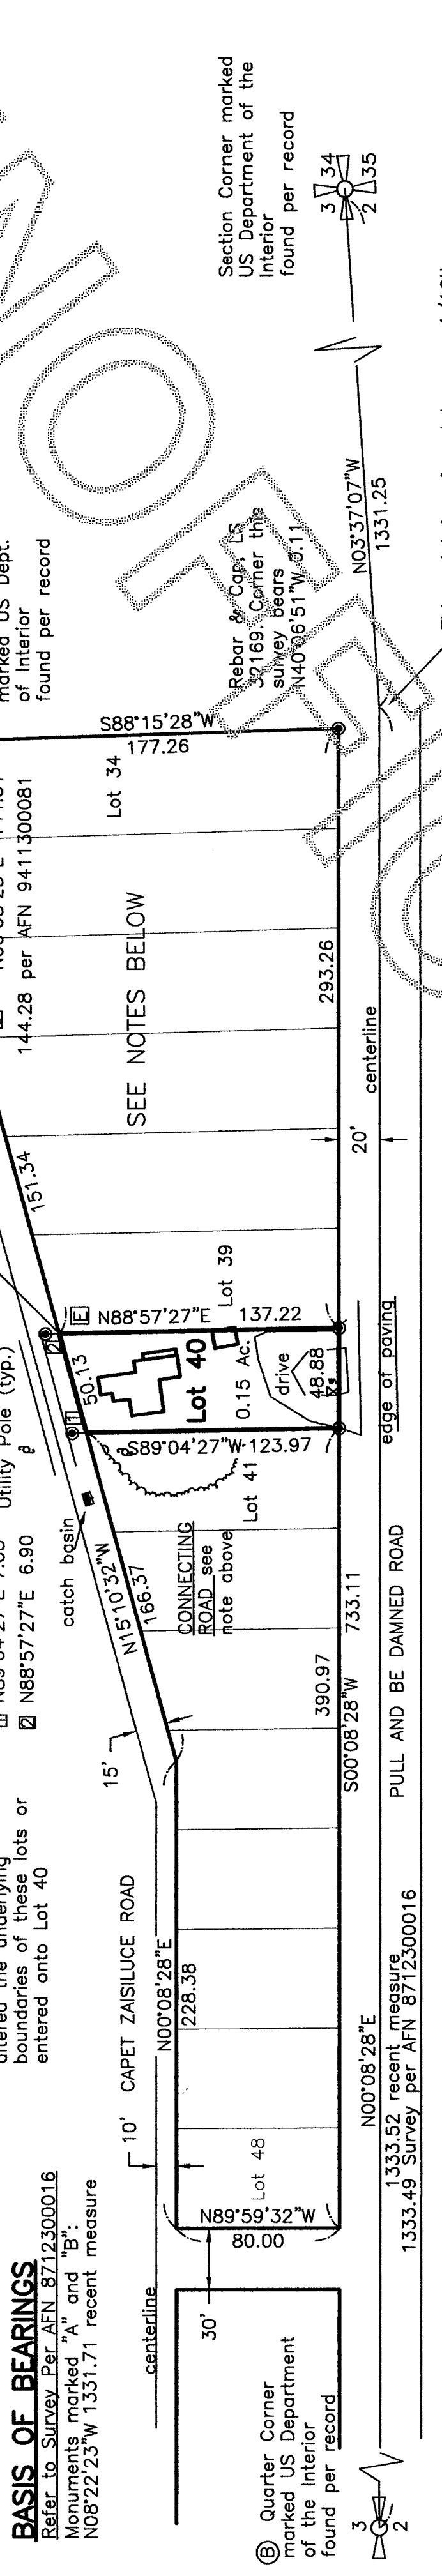 BASIS OF BEARINGS
Refer to Survey Per AFN 8712300016
Monuments marked "A" and "B":
N08°22'23"W 1331.71 recent measure
altered the underlying
boundaries of these lots or
entered onto Lot 40
2 N88°57'27"E 6.90
Utility Pole (typ.)
144.28 per AFN 9411300081
marked US Dept.
of Interior
found per record
Section Corner marked
US Department of the
Interior
found per record
3 34
2 35
centerline
10'
CAPET ZAISILUCE ROAD
15'
catch basin
1
2
E
N00°08'28"E
228.38
N15°10'32"W
166.37
50.13
151.34
CONNECTING
ROAD see
note above
Lot 41
S89°04'27"W 123.97
Lot 40
0.15 Ac.
drive
48.88
N88°57'27"E 137.22
Lot 39
SEE NOTES BELOW
Lot 34
S88°15'28"W
177.26
Rebar & Cap, LS
Corner this
survey bears
N03°37'07"W
1331.25
30'
N89°59'32"W
80.00
Lot 48
390.97
733.11
S00°08'28"W
293.26
20'
centerline
edge of paving
PULL AND BE DAMNED ROAD
N00°08'28"E
1333.52 recent measure
1333.49 Survey per AFN 8712300016
B Quarter Corner
marked US Department
of the Interior
found per record
3
2